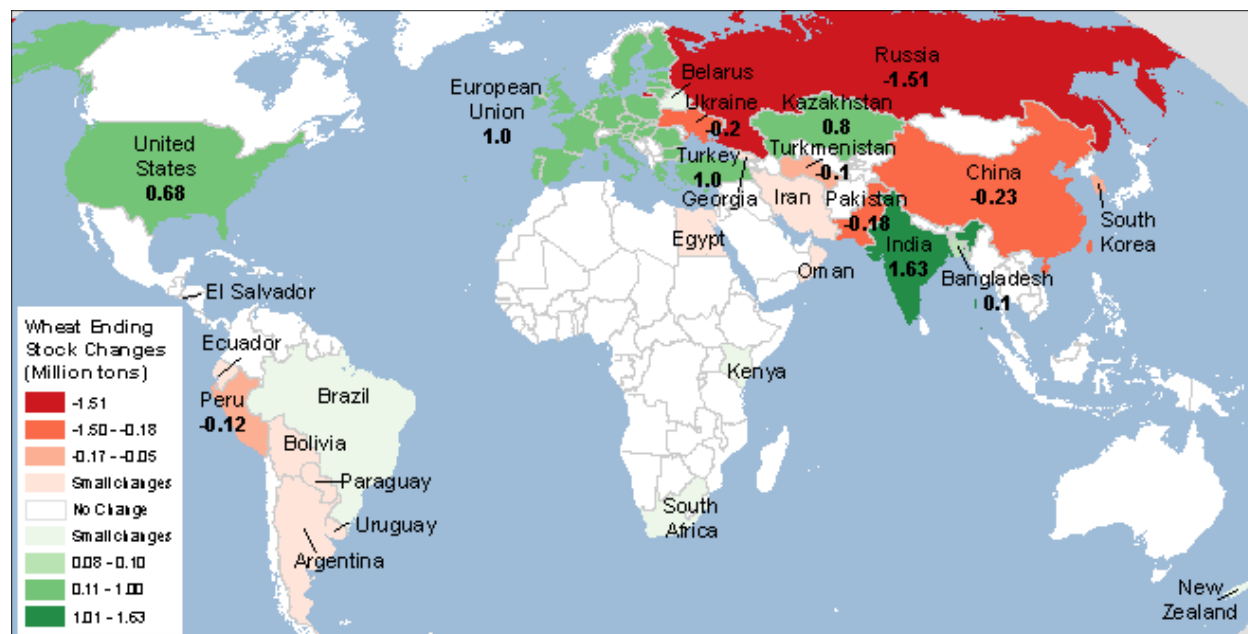 Russia
-1.51
Belarus
European
Union
1.0
Ukraine
-0.2
Kazakhstan
0.8
United
States
0.68
Turkey
1.0
Turkmenistan
-0.1
China
-0.23
Georgia
Iran
Pakistan
-0.18
South
Korea
Egypt
India
1.63
Oman
Bangladesh
0.1
El Salvador
Ecuador
Peru
-0.12
Brazil
Kenya
Bolivia
Paraguay
South
Africa
Uruguay
Argentina
New
Zealand
Wheat Ending
Stock Changes
(Million tons)
-1.51
-1.50 - -0.18
-0.17 - -0.05
Small changes
No Change
Small changes
0.08 - 0.10
0.11 - 1.00
1.01 - 1.63